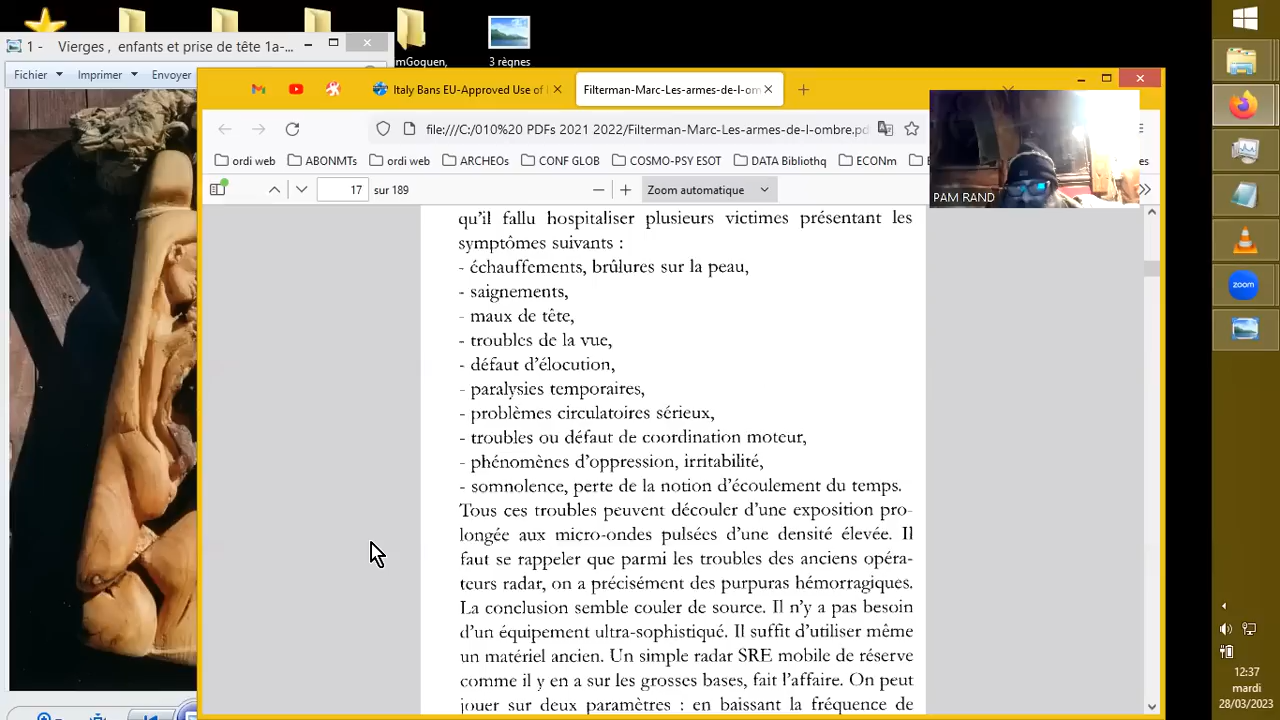 mGoquen,
3 règnes
1 - Vierges , enfants et prise de tête 1a-...
Fichier
Imprimer
Envoyer
Italy Bans EU-Approved Use of
Filterman-Marc-Les-armes-de-l-om
file:///C:/010%20 PDFs 2021 2022/Filterman-Marc-Les-armes-de-l-ombre.pd
ordi web
ABONMTs
ordi web
ARCHEOs
CONF GLOB
COSMO-PSY ESOT
DATA Bibliothq
ECONm
es
17
sur 189
Zoom automatique
PAM RAND
qu'il fallu hospitaliser plusieurs victimes présentant les
symptômes suivants :
- échauffements, brûlures sur la peau,
- saignements,
- maux de tête,
- troubles de la vue,
- défaut d'élocution,
- paralysies temporaires,
- problèmes circulatoires sérieux,
- troubles ou défaut de coordination moteur,
- phénomènes d'oppression, irritabilité,
- somnolence, perte de la notion d'écoulement du temps.
Tous ces troubles peuvent découler d'une exposition pro-
longée aux micro-ondes pulsées d'une densité élevée. Il
faut se rappeler que parmi les troubles des anciens opéra-
teurs radar, on a précisément des purpuras hémorragiques.
La conclusion semble couler de source. Il n'y a pas besoin
d'un équipement ultra-sophistiqué. Il suffit d'utiliser même
un matériel ancien. Un simple radar SRE mobile de réserve
comme il y en a sur les grosses bases, fait l'affaire. On peut
jouer sur deux paramètres : en baissant la fréquence de
zoom
12:37
mardi
28/03/2023